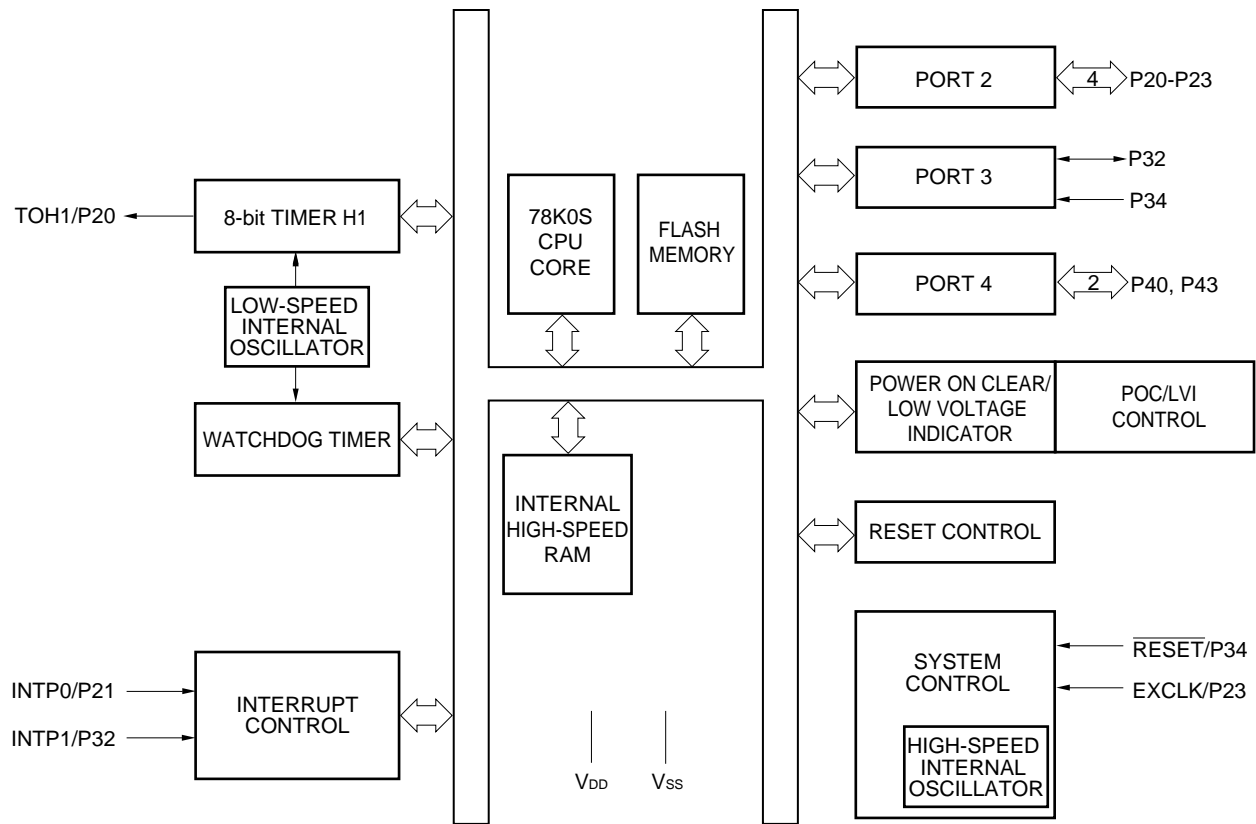 TOH1/P20
8-bit TIMER H1
LOW-SPEED
INTERNAL
OSCILLATOR
WATCHDOG TIMER
INTP0/P21
INTP1/P32
INTERRUPT
CONTROL
78K0S
CPU
CORE
FLASH
MEMORY
INTERNAL
HIGH-SPEED
RAM
VDD
VSS
PORT 2
4
P20-P23
PORT 3
P32
P34
PORT 4
2
P40, P43
POWER ON CLEAR/
LOW VOLTAGE
INDICATOR
POC/LVI
CONTROL
RESET CONTROL
SYSTEM
CONTROL
RESET/P34
EXCLK/P23
HIGH-SPEED
INTERNAL
OSCILLATOR